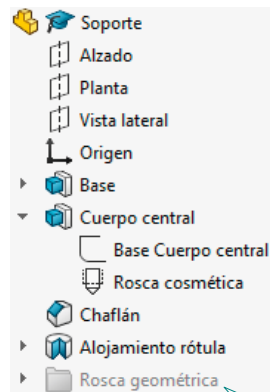 Soporte
Alzado
Planta
Vista lateral
Origen
Base
Cuerpo central
Base Cuerpo central
Rosca cosmética
Chaflán
Alojamiento rótula
Rosca geométrica